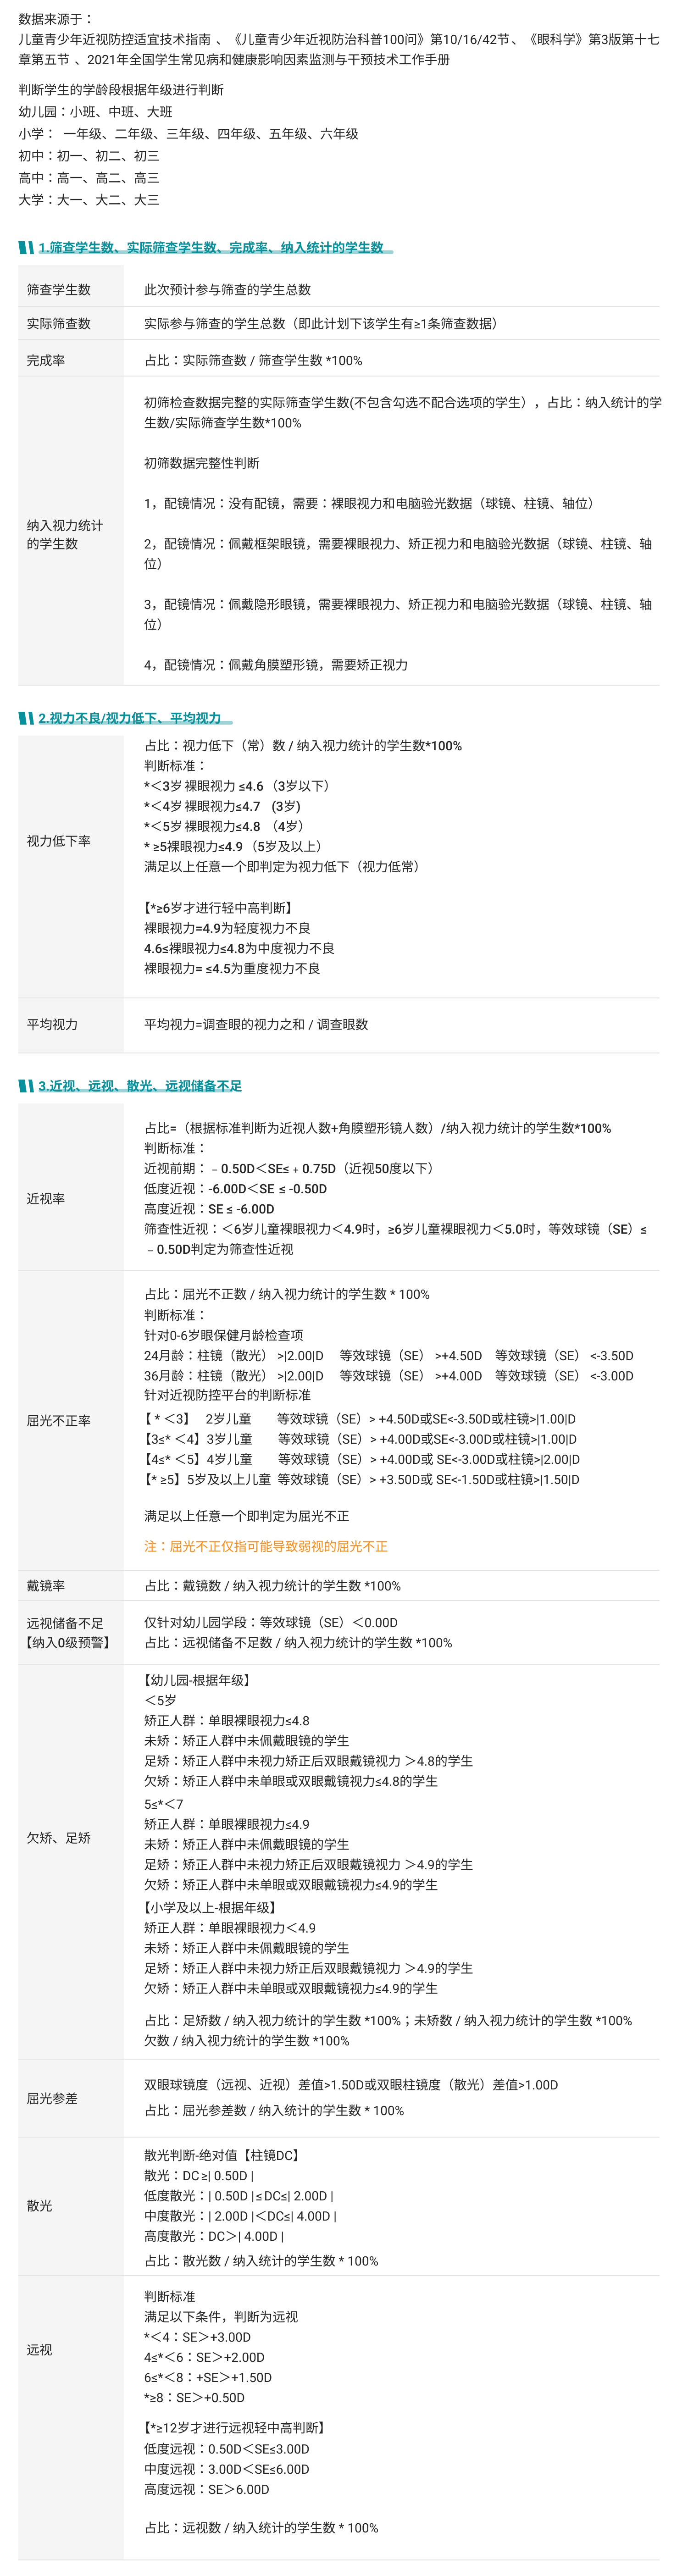 数据来源于：
儿童青少年近视防控适宜技术指南 、《儿童青少年近视防治科普100问》第10/16/42节、《眼科学》第3版第十七
章第五节 、2021年全国学生常见病和健康影响因素监测与干预技术工作手册
判断学生的学龄段根据年级进行判断
幼儿园：小班、中班、大班
小学： 一年级、二年级、三年级、四年级、五年级、六年级
初中：初一、初二、初三
高中：高一、高二、高三
大学：大一、大二、大三
1.筛查学生数、实际筛查学生数、完成率、纳入统计的学生数
筛查学生数 此次预计参与筛查的学生总数
实际筛查数 实际参与筛查的学生总数（即此计划下该学生有≥1条筛查数据）
完成率 占比：实际筛查数 / 筛查学生数 *100%
纳入视力统计
的学生数
初筛检查数据完整的实际筛查学生数(不包含勾选不配合选项的学生），占比：纳入统计的学
生数/实际筛查学生数*100%
初筛数据完整性判断
1，配镜情况：没有配镜，需要：裸眼视力和电脑验光数据（球镜、柱镜、轴位）
2，配镜情况：佩戴框架眼镜，需要裸眼视力、矫正视力和电脑验光数据（球镜、柱镜、轴
位）
3，配镜情况：佩戴隐形眼镜，需要裸眼视力、矫正视力和电脑验光数据（球镜、柱镜、轴
位）
4，配镜情况：佩戴角膜塑形镜，需要矫正视力
2.视力不良/视力低下、平均视力
视力低下率
占比：视力低下（常）数 / 纳入视力统计的学生数*100%
判断标准：
*＜3岁 裸眼视力 ≤4.6（3岁以下）
*＜4岁 裸眼视力≤4.7 (3岁)
*＜5岁 裸眼视力≤4.8 （4岁）
* ≥5裸眼视力≤4.9（5岁及以上）
满足以上任意一个即判定为视力低下（视力低常）
【*≥6岁才进行轻中高判断】
裸眼视力=4.9为轻度视力不良
4.6≤裸眼视力≤4.8为中度视力不良
裸眼视力= ≤4.5为重度视力不良
平均视力 平均视力=调查眼的视力之和 / 调查眼数
3.近视、远视、散光、远视储备不足
近视率
占比=（根据标准判断为近视人数+角膜塑形镜人数）/纳入视力统计的学生数*100%
判断标准：
近视前期：﹣0.50D＜SE≤﹢0.75D（近视50度以下）
低度近视：-6.00D＜SE ≤ -0.50D
高度近视：SE ≤ -6.00D
筛查性近视：＜6岁儿童裸眼视力＜4.9时，≥6岁儿童裸眼视力＜5.0时，等效球镜（SE）≤
﹣0.50D判定为筛查性近视
屈光不正率
占比：屈光不正数 / 纳入视力统计的学生数 * 100%
判断标准：
针对0-6岁眼保健月龄检查项
24月龄：柱镜（散光） >|2.00|D 等效球镜（SE） >+4.50D 等效球镜（SE） <-3.50D
36月龄：柱镜（散光） >|2.00|D 等效球镜（SE） >+4.00D 等效球镜（SE） <-3.00D
针对近视防控平台的判断标准
【 * ＜3】 2岁儿童 等效球镜（SE）> +4.50D或SE<-3.50D或柱镜>|1.00|D
【3≤* ＜4】3岁儿童 等效球镜（SE）> +4.00D或SE<-3.00D或柱镜>|1.00|D
【4≤* ＜5】4岁儿童 等效球镜（SE）> +4.00D或 SE<-3.00D或柱镜>|2.00|D
【* ≥5】5岁及以上儿童 等效球镜（SE）> +3.50D或 SE<-1.50D或柱镜>|1.50|D
满足以上任意一个即判定为屈光不正
注：屈光不正仅指可能导致弱视的屈光不正
戴镜率 占比：戴镜数 / 纳入视力统计的学生数 *100%
远视储备不足
【纳入0级预警】
仅针对幼儿园学段：等效球镜（SE）＜0.00D
占比：远视储备不足数 / 纳入视力统计的学生数 *100%
欠矫、足矫
【幼儿园-根据年级】
＜5岁
矫正人群：单眼裸眼视力≤4.8
未矫：矫正人群中未佩戴眼镜的学生
足矫：矫正人群中未视力矫正后双眼戴镜视力 ＞4.8的学生
欠矫：矫正人群中未单眼或双眼戴镜视力≤4.8的学生
5≤*＜7
矫正人群：单眼裸眼视力≤4.9
未矫：矫正人群中未佩戴眼镜的学生
足矫：矫正人群中未视力矫正后双眼戴镜视力 ＞4.9的学生
欠矫：矫正人群中未单眼或双眼戴镜视力≤4.9的学生
【小学及以上-根据年级】
矫正人群：单眼裸眼视力＜4.9
未矫：矫正人群中未佩戴眼镜的学生
足矫：矫正人群中未视力矫正后双眼戴镜视力 ＞4.9的学生
欠矫：矫正人群中未单眼或双眼戴镜视力≤4.9的学生
占比：足矫数 / 纳入视力统计的学生数 *100%；未矫数 / 纳入视力统计的学生数 *100%
欠数 / 纳入视力统计的学生数 *100%
屈光参差
双眼球镜度（远视、近视）差值>1.50D或双眼柱镜度（散光）差值>1.00D
占比：屈光参差数 / 纳入统计的学生数 * 100%
散光
散光判断-绝对值【柱镜DC】
散光：DC≥| 0.50D |
低度散光：| 0.50D |≤DC≤| 2.00D |
中度散光：| 2.00D |＜DC≤| 4.00D |
高度散光：DC＞| 4.00D |
占比：散光数 / 纳入统计的学生数 * 100%
远视
判断标准
满足以下条件，判断为远视
*＜4：SE＞+3.00D
4≤*＜6：SE＞+2.00D
6≤*＜8：+SE＞+1.50D
*≥8：SE＞+0.50D
【*≥12岁才进行远视轻中高判断】
低度远视：0.50D＜SE≤3.00D
中度远视：3.00D＜SE≤6.00D
高度远视：SE＞6.00D
占比：远视数 / 纳入统计的学生数 * 100%